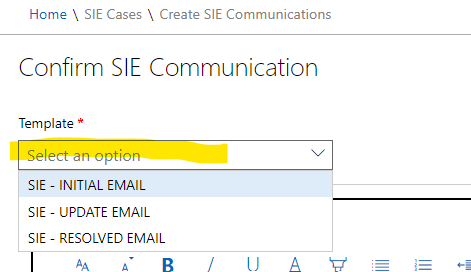 Home \ SIE Cases \ Create SIE Communications
Confirm SIE Communication
Template *
Select an option
SIE - INITIAL EMAIL
SIE - UPDATE EMAIL
SIE - RESOLVED EMAIL
AA A B I U A